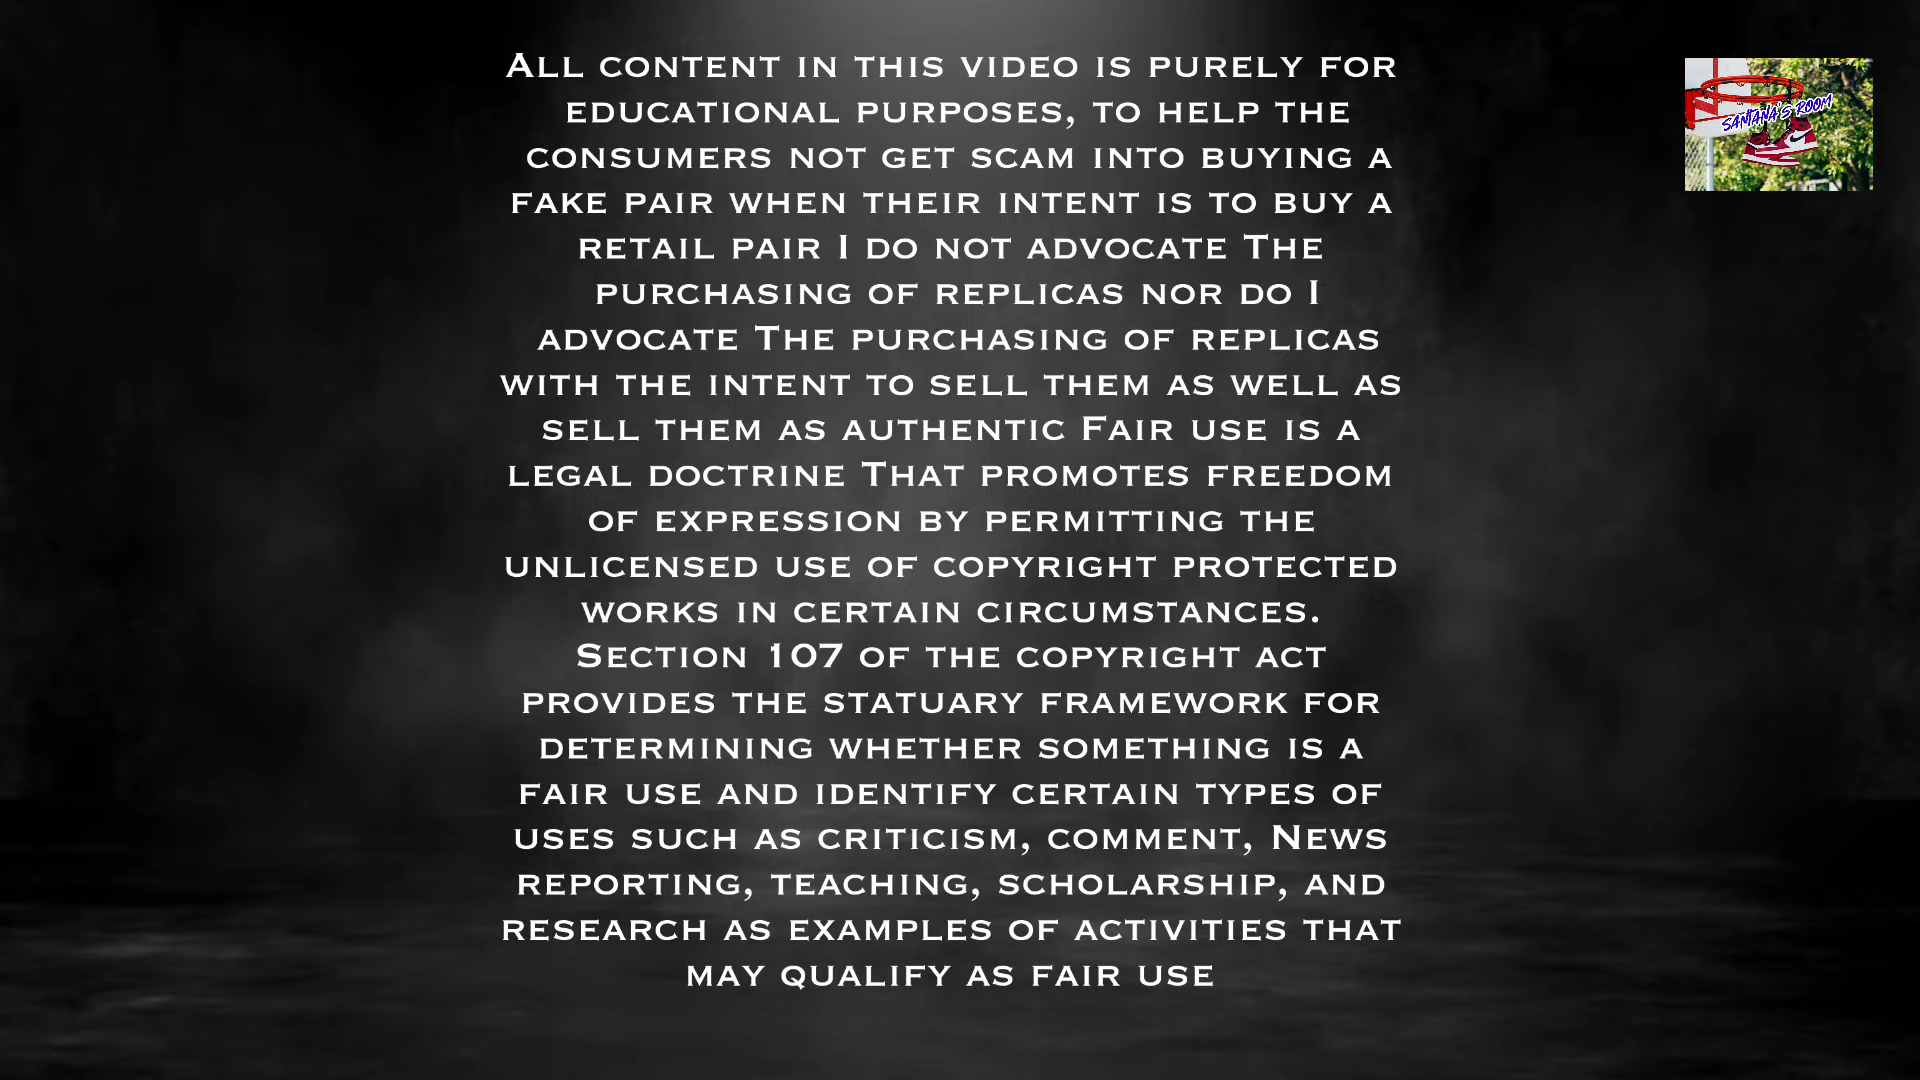 All content in this video is purely for
educational purposes, to help the
consumers not get scam into buying a
fake pair when their intent is to buy a
retail pair I do not advocate The
purchasing of replicas nor do I
advocate The purchasing of replicas
with the intent to sell them as well as
sell them as authentic Fair use is a
legal doctrine That promotes freedom
of expression by permitting the
unlicensed use of copyright protected
works in certain circumstances.
Section 107 of the copyright act
provides the statuary framework for
determining whether something is a
fair use and identify certain types of
uses such as criticism, comment, News
reporting, teaching, scholarship, and
research as examples of activities that
may qualify as fair use
SANTANA'S ROOM